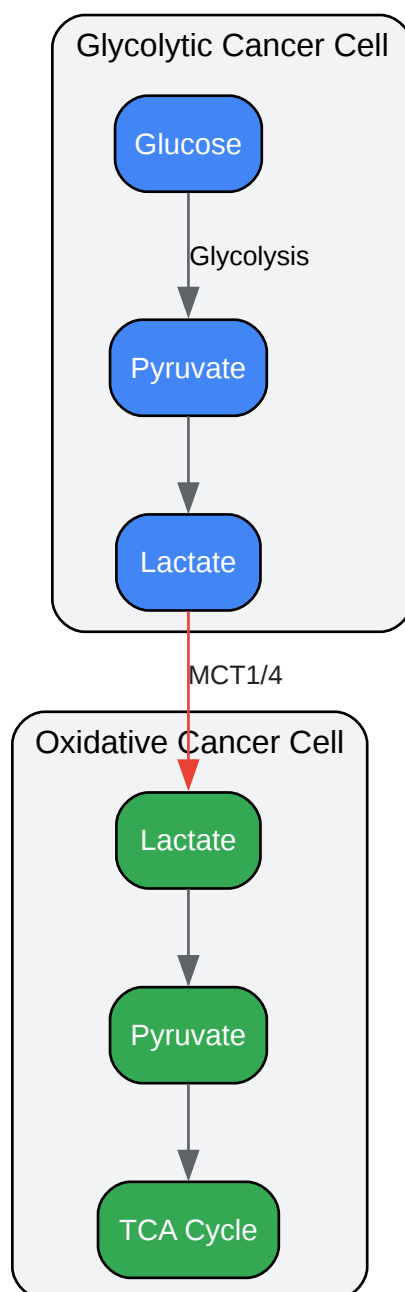 Glycolytic Cancer Cell
Glucose
Glycolysis
Pyruvate
Lactate
MCT1/4
Oxidative Cancer Cell
Lactate
Pyruvate
TCA Cycle